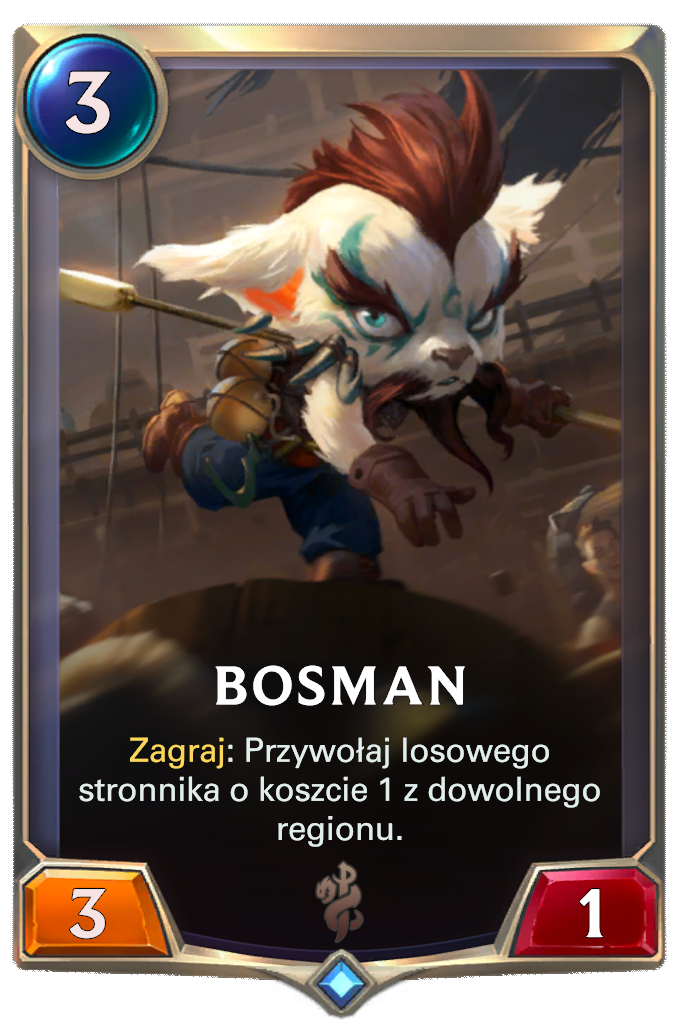 3
BOSMAN
Zagraj: Przywołaj losowego
stronnika o koszcie 1 z dowolnego
regionu.
3
1